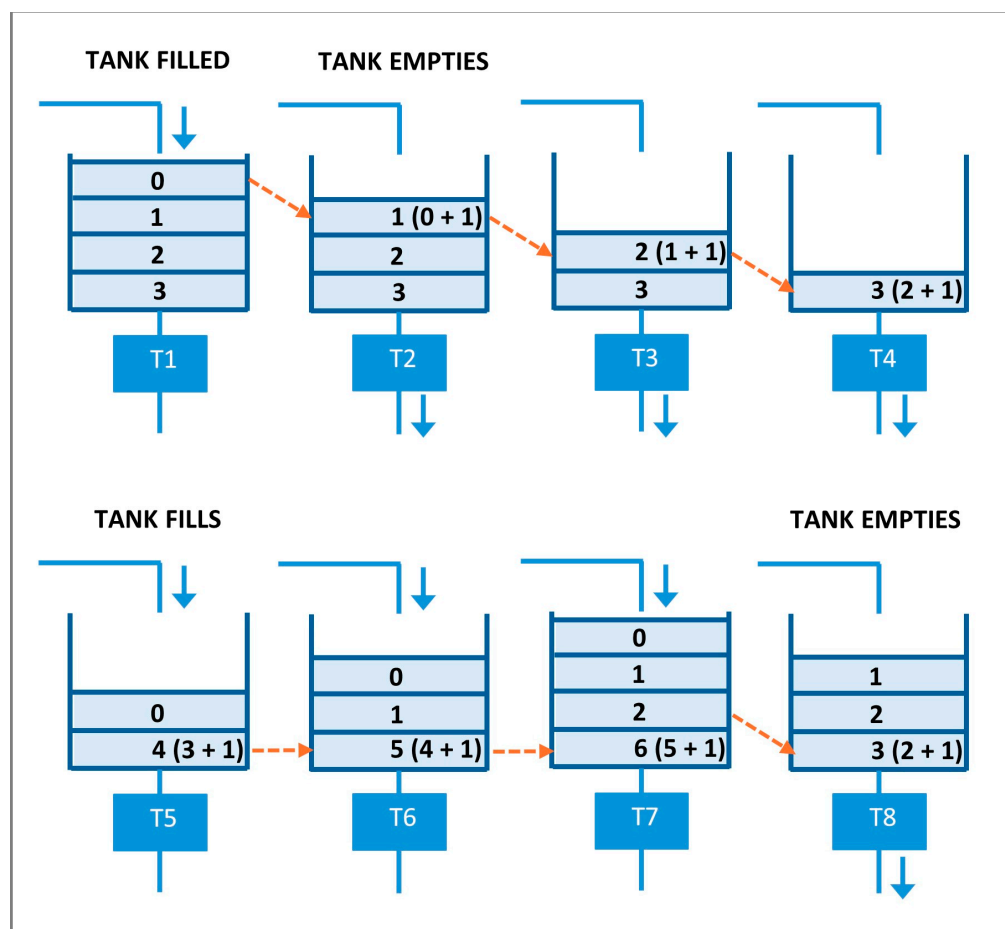 TANK FILLED
TANK EMPTIES
0
1
2
3
1 (0 + 1)
2
3
2 (1 + 1)
3
3 (2 + 1)
T1
T2
T3
T4
TANK FILLS
TANK EMPTIES
0
4 (3 + 1)
0
1
5 (4 + 1)
0
1
2
6 (5 + 1)
1
2
3 (2 + 1)
T5
T6
T7
T8